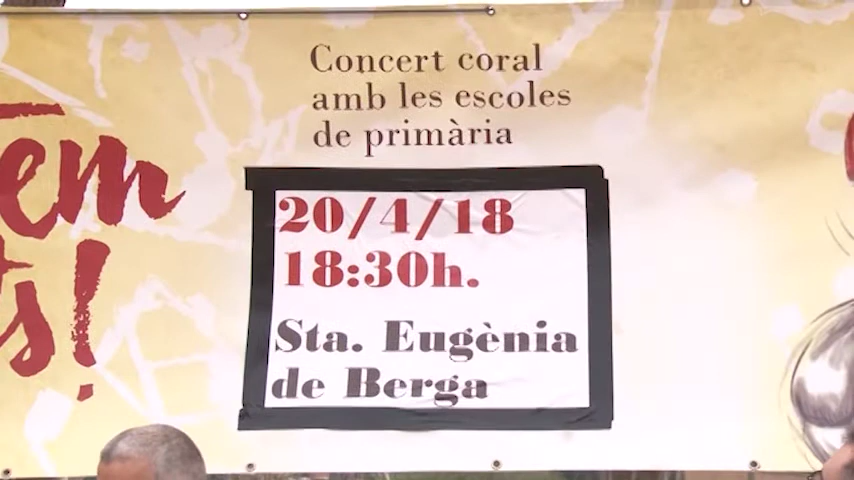 Concert coral
amb les escoles
de primària
20/4/18
18:30h.
Sta. Eugènia
de Berga